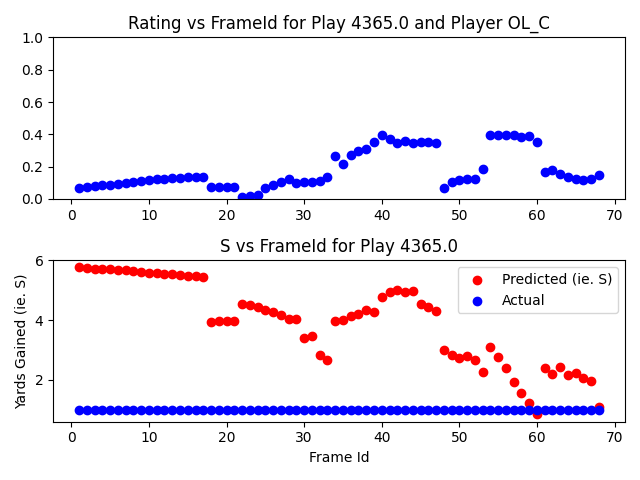 Rating vs FrameId for Play 4365.0 and Player OL_C
1.0
0.8
0.6
0.4
0.2
0.0
0 10 20 30 40 50 60 70
S vs FrameId for Play 4365.0
6
4
2
Yards Gained (ie. S)
Predicted (ie. S)
Actual
0 10 20 30 40 50 60 70
Frame Id